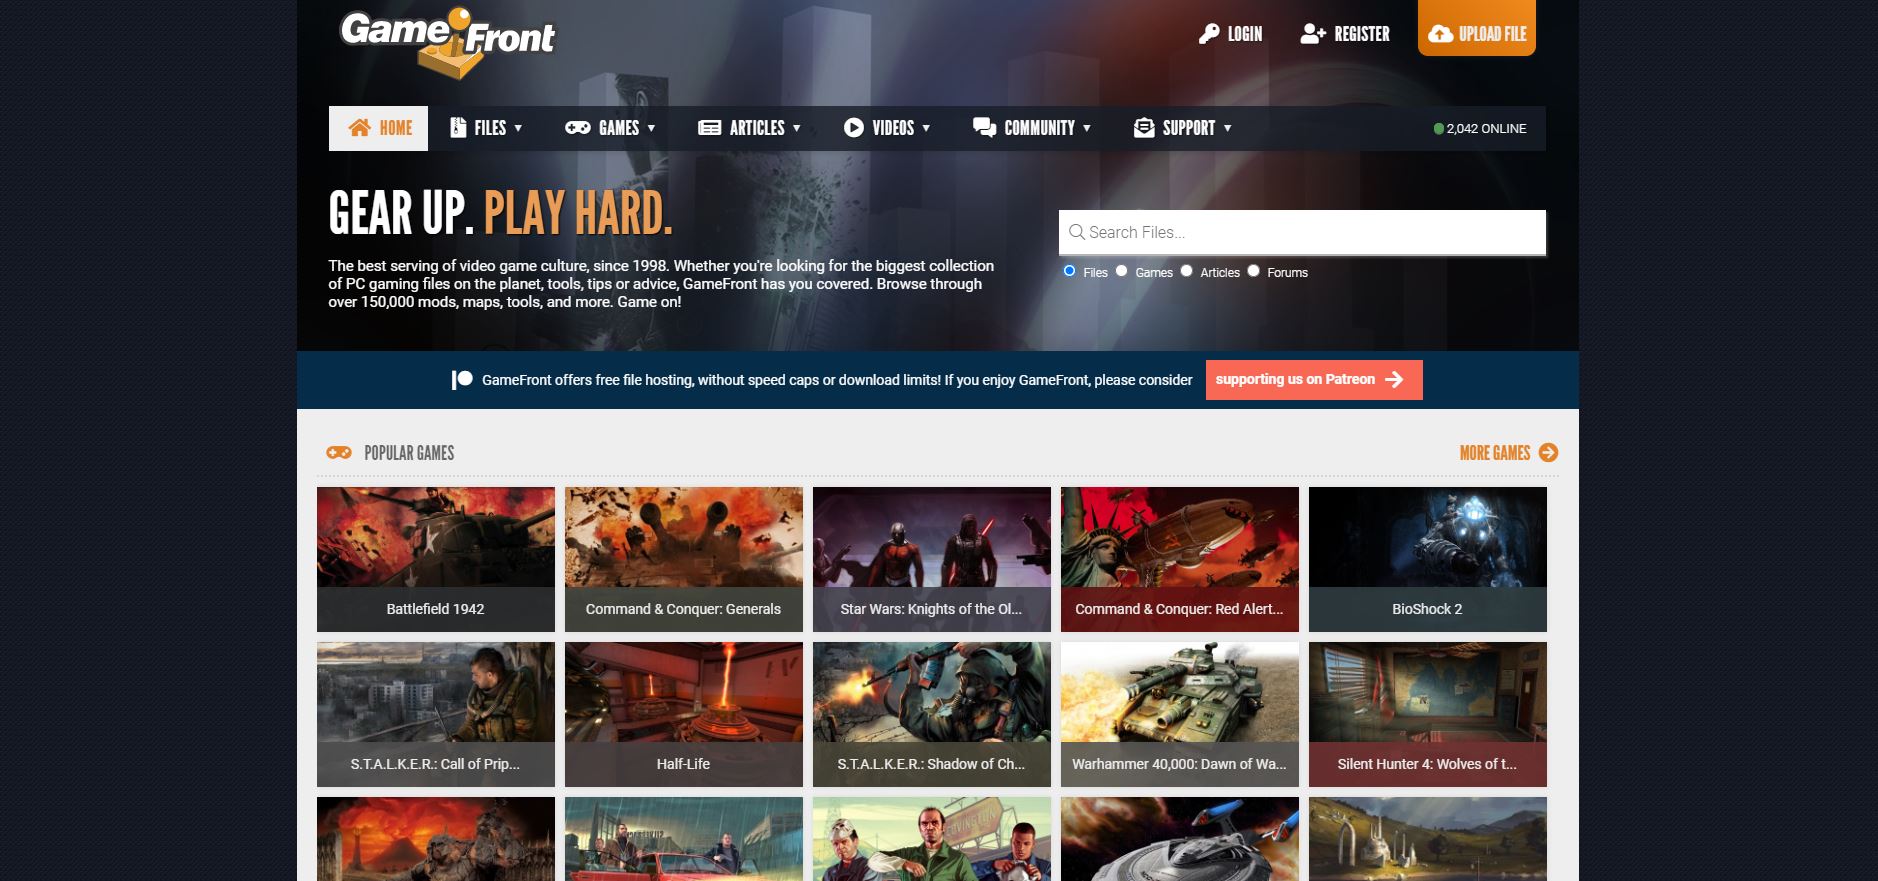 GameFront
LOGIN
REGISTER
UPLOAD FILE
HOME
FILES
GAMES
ARTICLES
VIDEOS
COMMUNITY
SUPPORT
2,042 ONLINE
GEAR UP. PLAY HARD.
The best serving of video game culture, since 1998. Whether you're looking for the biggest collection
of PC gaming files on the planet, tools, tips or advice, GameFront has you covered. Browse through
over 150,000 mods, maps, tools, and more. Game on!
Search Files...
Files Games Articles Forums
GameFront offers free file hosting, without speed caps or download limits! If you enjoy GameFront, please consider
supporting us on Patreon
POPULAR GAMES
MORE GAMES
Battlefield 1942
Command & Conquer: Generals
Star Wars: Knights of the Ol...
Command & Conquer: Red Alert...
BioShock 2
S.T.A.L.K.E.R.: Call of Prip...
Half-Life
S.T.A.L.K.E.R.: Shadow of Ch...
Warhammer 40,000: Dawn of Wa...
Silent Hunter 4: Wolves of t...